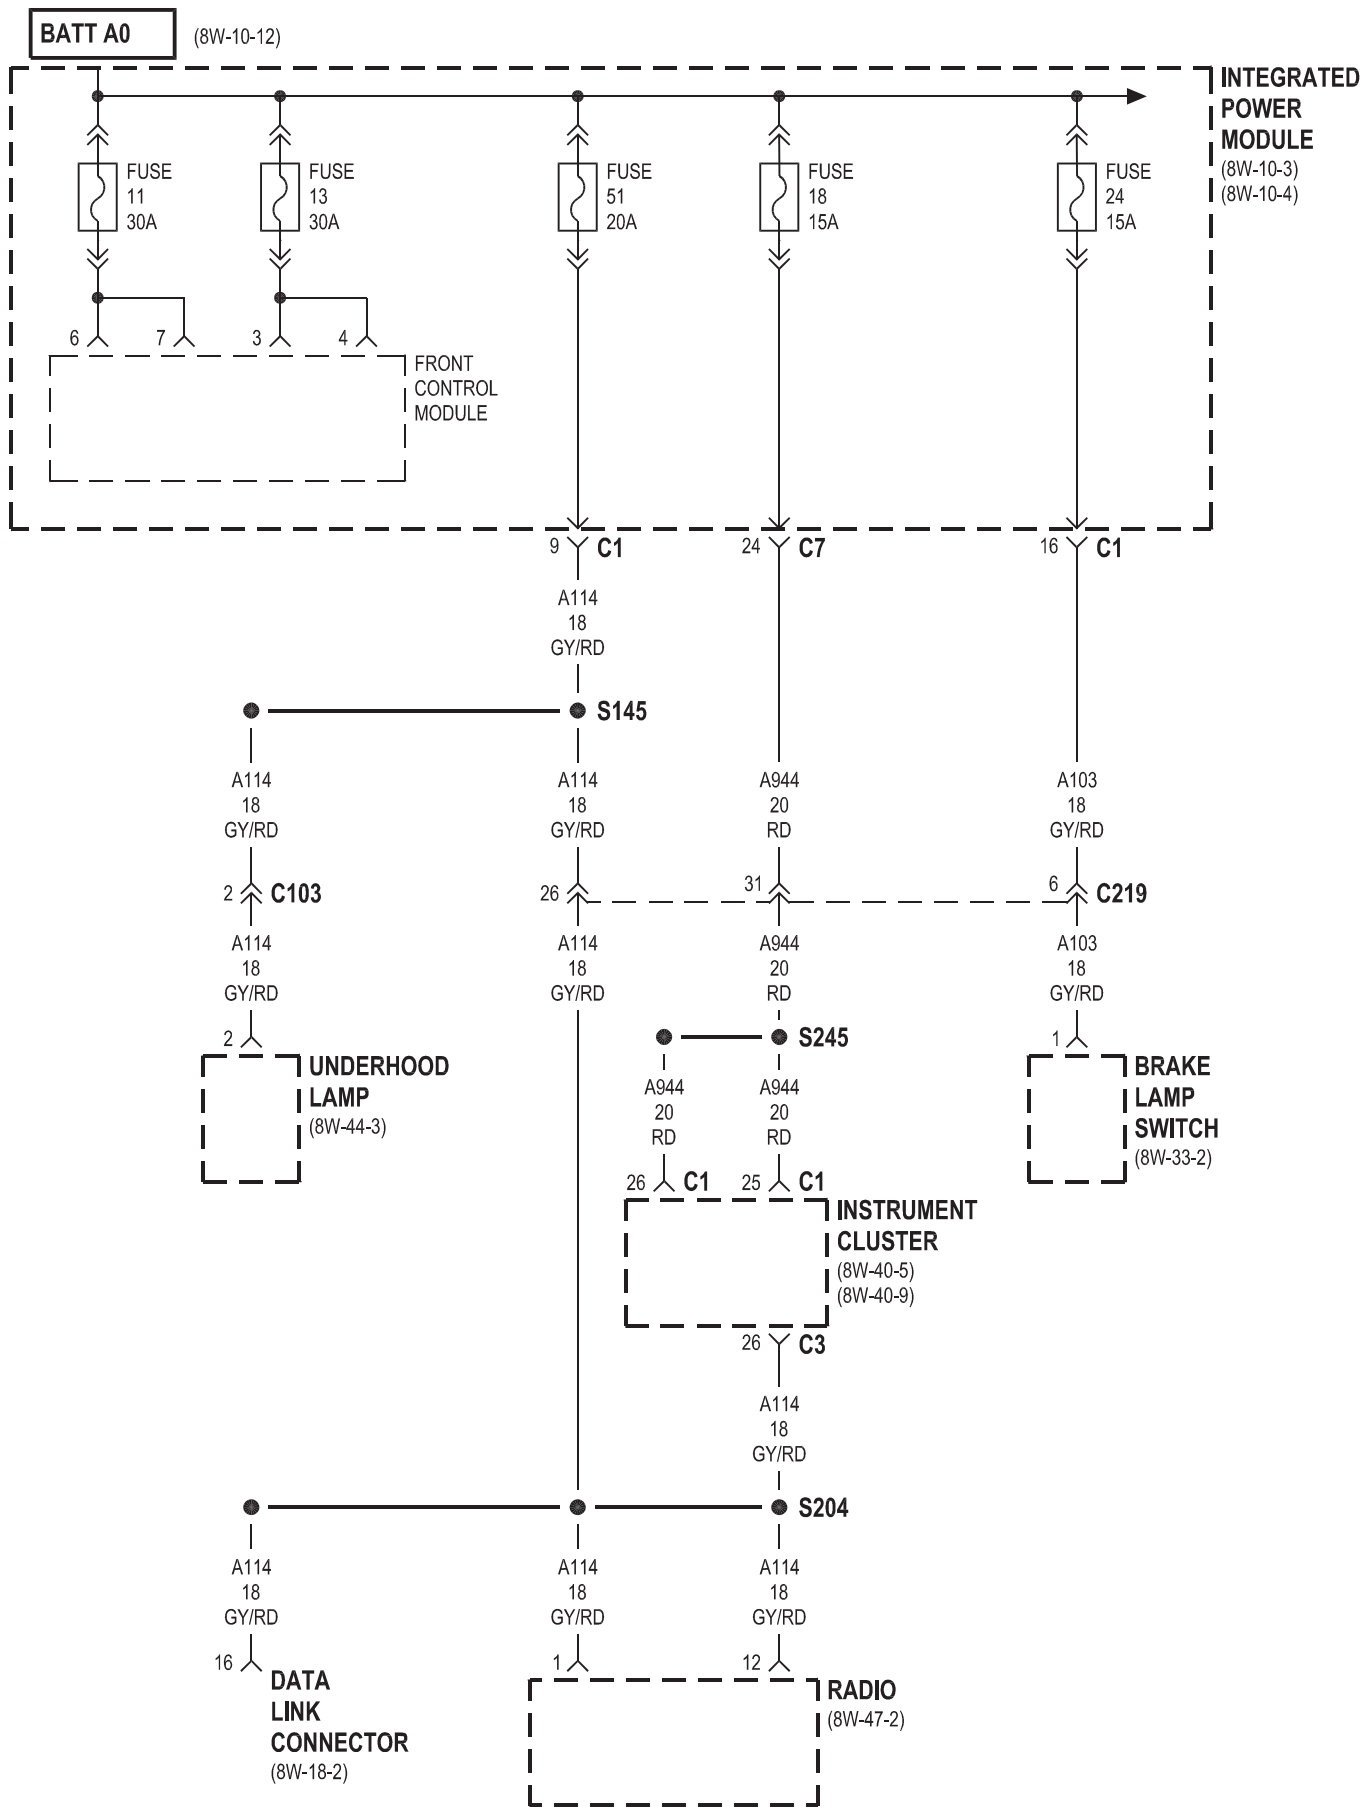 BATT A0
(8W-10-12)
INTEGRATED
POWER
MODULE
(8W-10-3)
(8W-10-4)
FUSE
11
30A
FUSE
13
30A
FUSE
51
20A
FUSE
18
15A
FUSE
24
15A
6
7
3
4
FRONT
CONTROL
MODULE
9
C1
24
C7
16
C1
A114
18
GY/RD
S145
A114
18
GY/RD
A114
18
GY/RD
A944
20
RD
A103
18
GY/RD
2
C103
26
31
6
C219
A114
18
GY/RD
A114
18
GY/RD
A944
20
RD
A103
18
GY/RD
2
UNDERHOOD
LAMP
(8W-44-3)
S245
1
BRAKE
LAMP
SWITCH
(8W-33-2)
A944
20
RD
A944
20
RD
26
C1
25
C1
INSTRUMENT
CLUSTER
(8W-40-5)
(8W-40-9)
26
C3
A114
18
GY/RD
S204
A114
18
GY/RD
A114
18
GY/RD
A114
18
GY/RD
16
DATA
LINK
CONNECTOR
(8W-18-2)
1
12
RADIO
(8W-47-2)